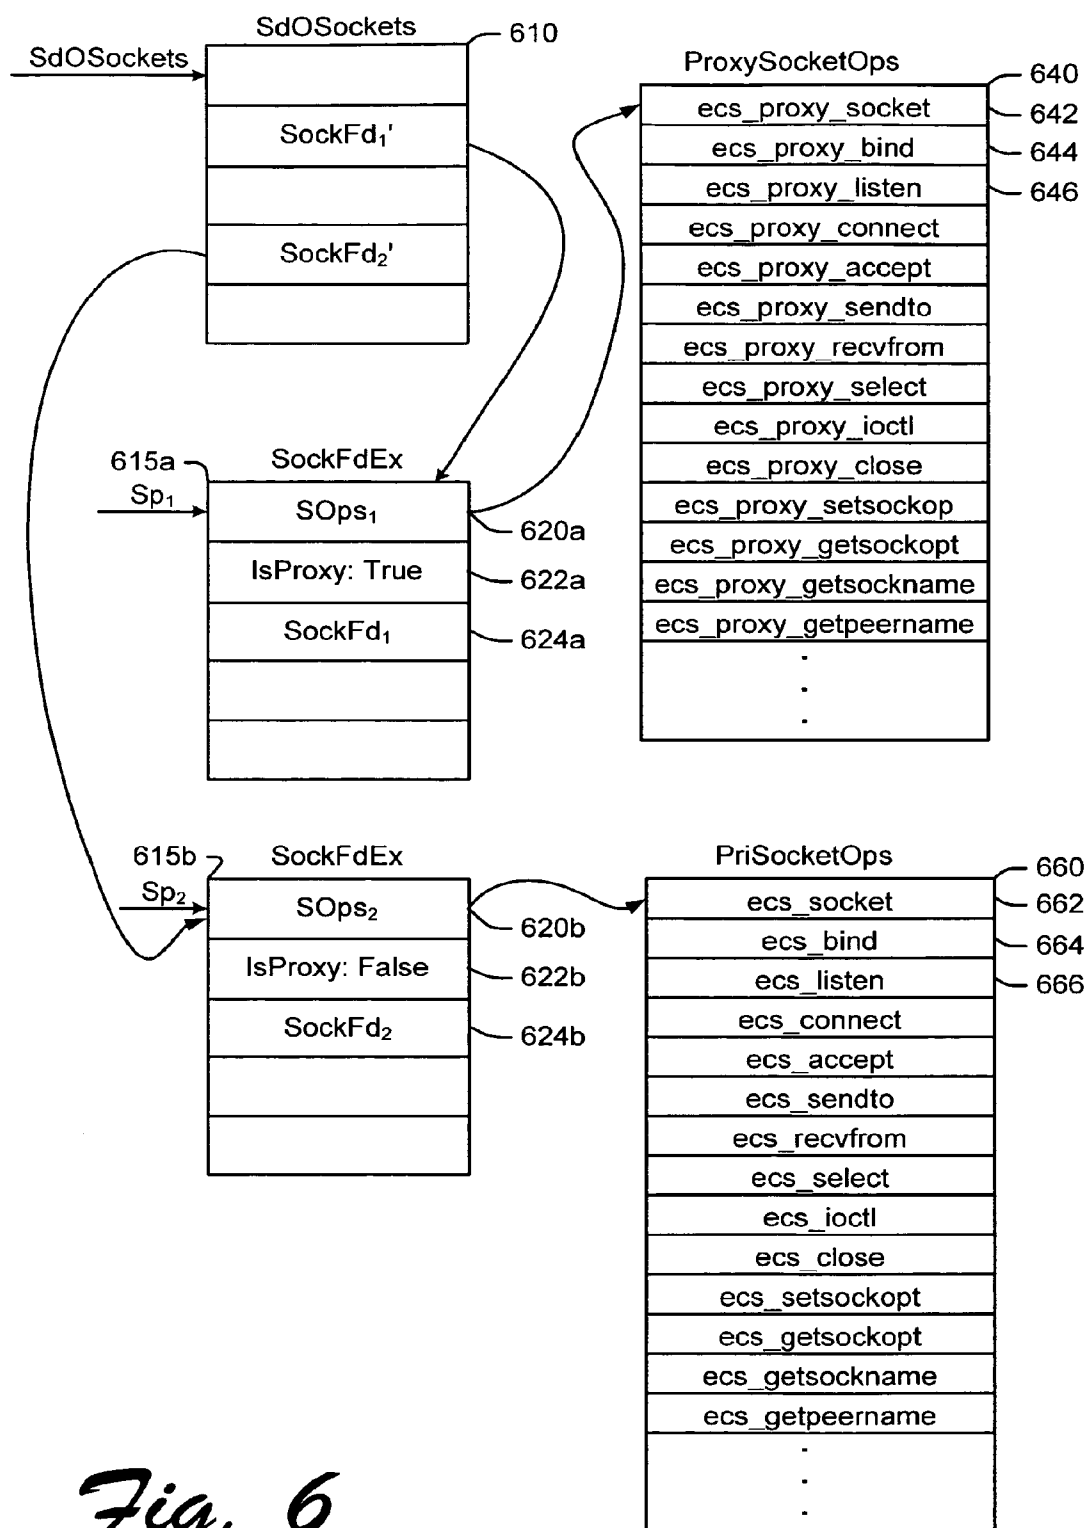 SdOSockets
610
SdOSockets
SockFd₁'
SockFd₂'
ProxySocketOps
640
ecs_proxy_socket
642
ecs_proxy_bind
644
ecs_proxy_listen
646
ecs_proxy_connect
ecs_proxy_accept
ecs_proxy_sendto
ecs_proxy_recvfrom
ecs_proxy_select
ecs_proxy_ioctl
ecs_proxy_close
ecs_proxy_setsockop
ecs_proxy_getsockopt
ecs_proxy_getsockname
ecs_proxy_getpeername
.
.
.
615a
SockFdEx
Sp₁
SOps₁
620a
IsProxy: True
622a
SockFd₁
624a
615b
SockFdEx
Sp₂
SOps₂
620b
IsProxy: False
622b
SockFd₂
624b
PriSocketOps
660
ecs_socket
662
ecs_bind
664
ecs_listen
666
ecs_connect
ecs_accept
ecs_sendto
ecs_recvfrom
ecs_select
ecs_ioctl
ecs_close
ecs_setsockopt
ecs_getsockopt
ecs_getsockname
ecs_getpeername
.
.
.
Fig. 6